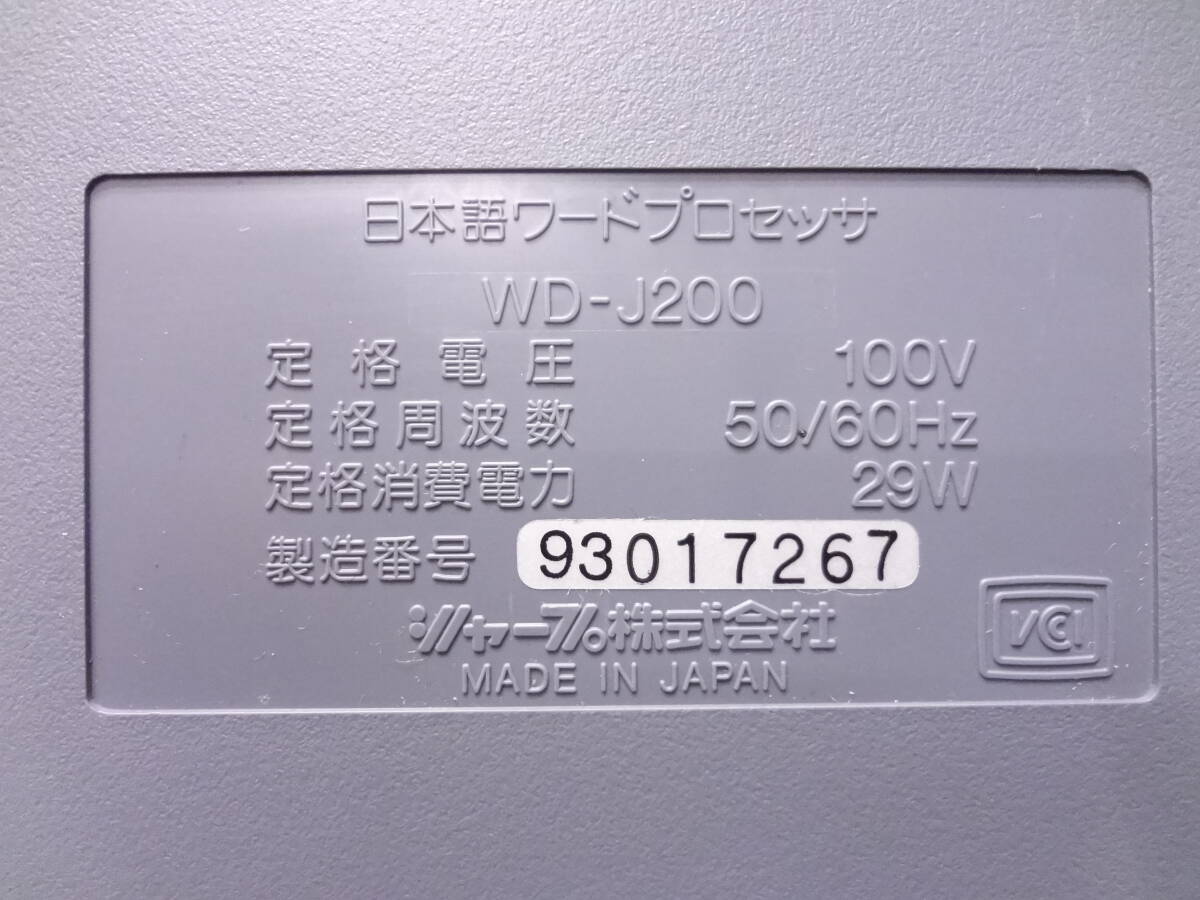 日本語ワードプロセッサ
WD-J200
定格電圧 100V
定格周波数 50/60Hz
定格消費電力 29W
製造番号 93017267
シャープ株式会社
MADE IN JAPAN
VCI